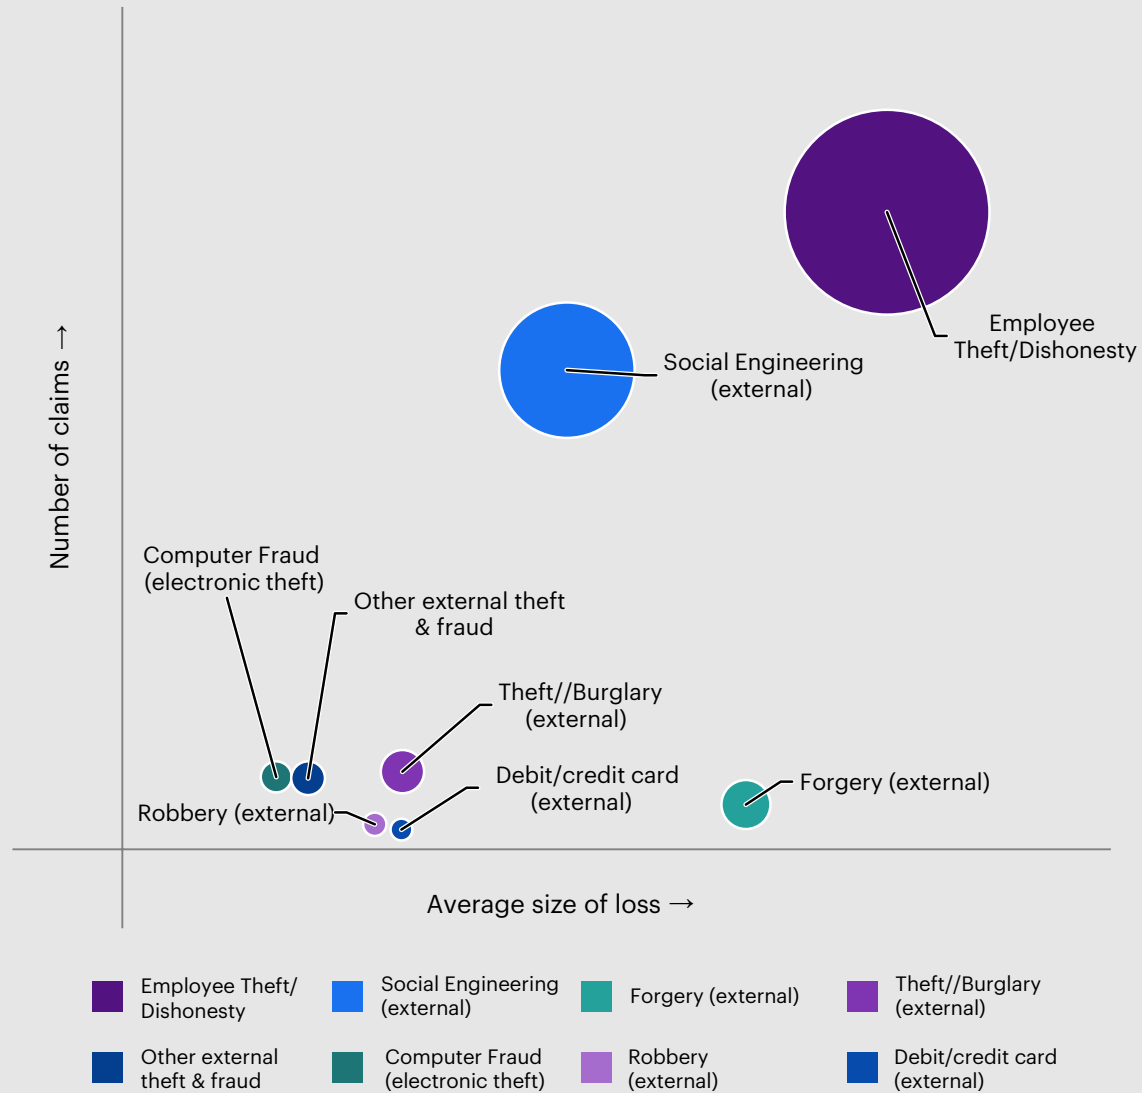 Number of claims →
Employee
Theft/Dishonesty
Social Engineering
(external)
Computer Fraud
(electronic theft)
Other external theft
& fraud
Theft//Burglary
(external)
Debit/credit card
(external)
Forgery (external)
Robbery (external)
Average size of loss →
Employee Theft/
Dishonesty
Social Engineering
(external)
Forgery (external)
Theft//Burglary
(external)
Other external
theft & fraud
Computer Fraud
(electronic theft)
Robbery
(external)
Debit/credit card
(external)